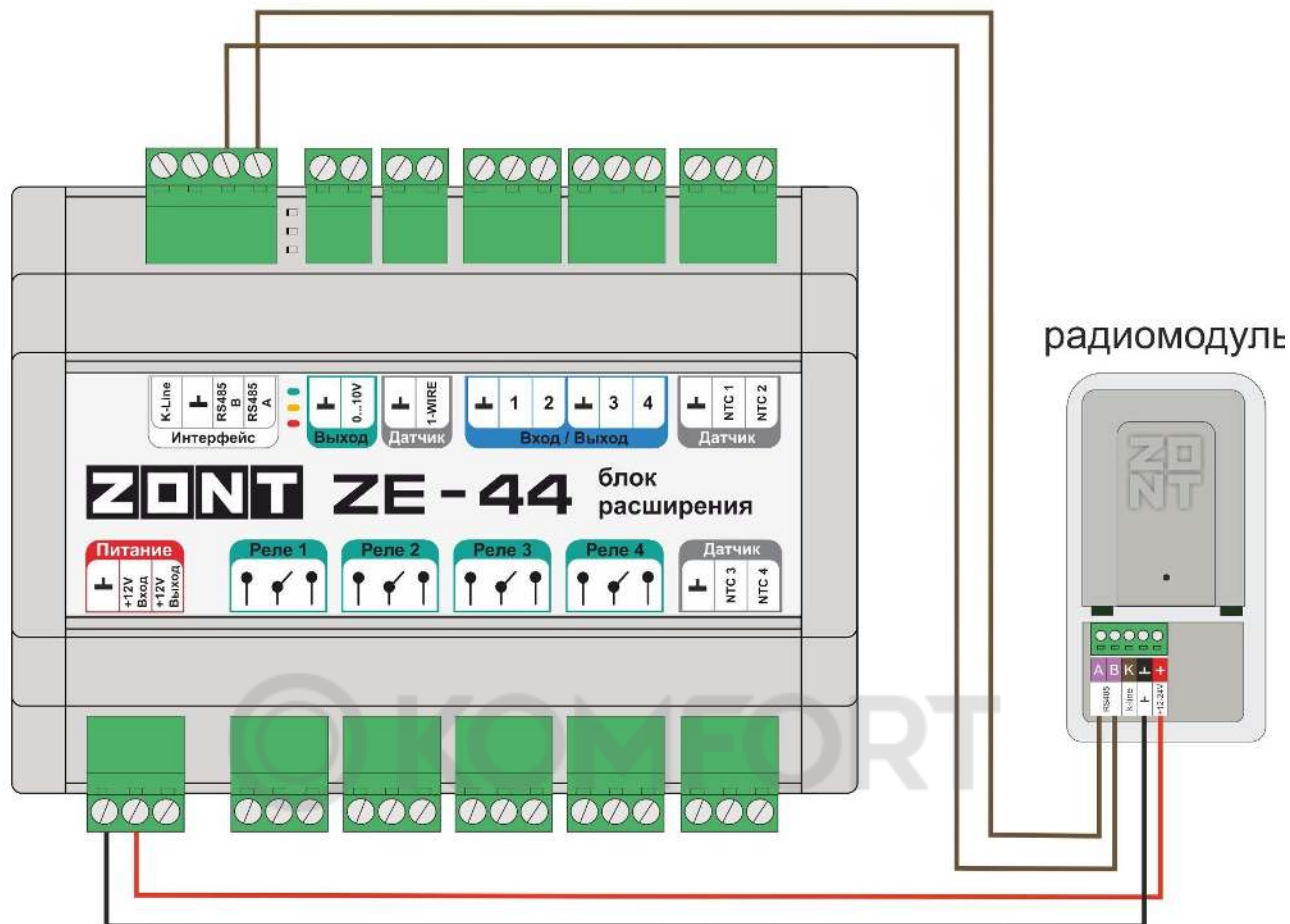 радиомодуль
K-Line
RS485 B
RS485 A
Интерфейс
0...10V
Выход
1-WIRE
Датчик
1 2 3 4
Вход / Выход
NTC 1
NTC 2
Датчик
ZONT ZE-44 блок
расширения
Питание
+12V Вход
+12V Выход
Реле 1 Реле 2 Реле 3 Реле 4
Датчик
NTC 3
NTC 4
ZO
NT
A B K +
RS485
k-line
+12-24V
KOMFORT